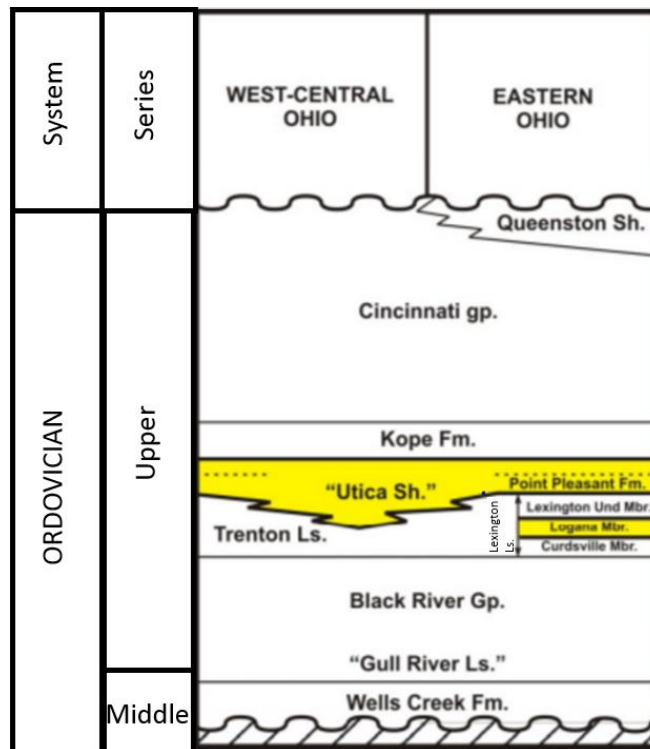 System
Series
WEST-CENTRAL
OHIO
EASTERN
OHIO
Queenston Sh.
Cincinnati gp.
ORDOVICIAN
Upper
Kope Fm.
"Utica Sh."
Point Pleasant Fm.
Lexington
Ls.
Lexington Und Mbr.
Logana Mbr.
Curdsville Mbr.
Trenton Ls.
Black River Gp.
"Gull River Ls."
Middle
Wells Creek Fm.